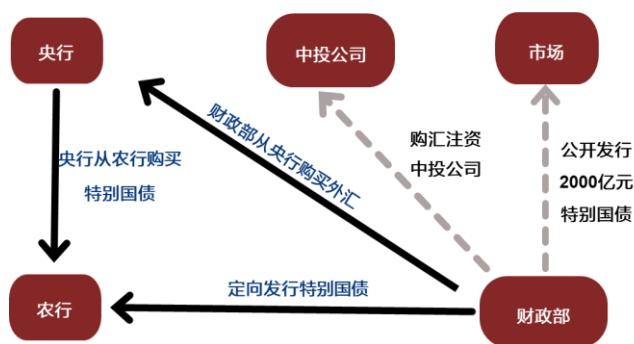 央行
中投公司
市场
财政部从央行购买外汇
购汇注资
中投公司
公开发行
2000亿元
特别国债
央行从农行购买
特别国债
定向发行特别国债
农行
财政部